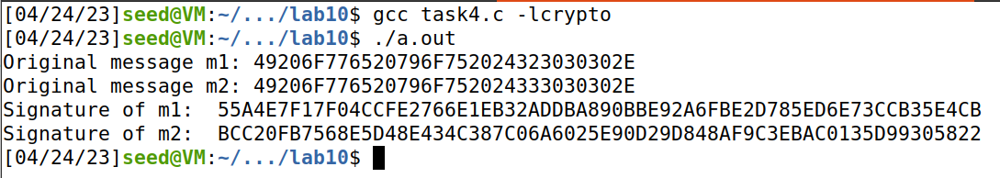 [04/24/23]seed@VM:~/.../lab10$ gcc task4.c -lcrypto
[04/24/23]seed@VM:~/.../lab10$ ./a.out
Original message m1: 49206F776520796F752024323030302E
Original message m2: 49206F776520796F752024333030302E
Signature of m1:  55A4E7F17F04CCFE2766E1EB32ADDBA890BBE92A6FBE2D785ED6E73CCB35E4CB
Signature of m2:  BCC20FB7568E5D48E434C387C06A6025E90D29D848AF9C3EBAC0135D99305822
[04/24/23]seed@VM:~/.../lab10$